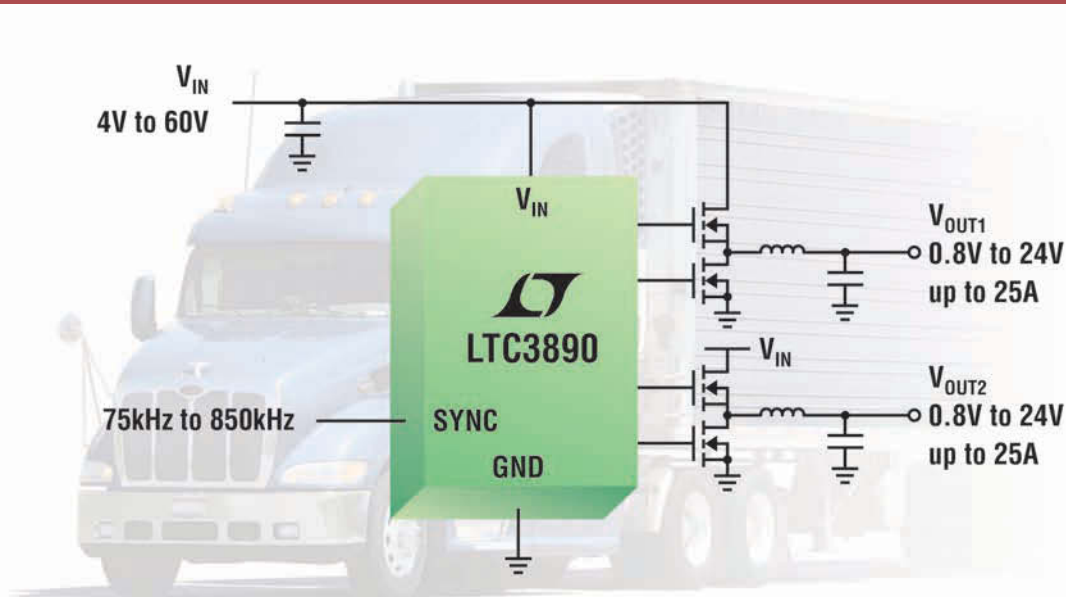 VIN
4V to 60V
VIN
LTC3890
75kHz to 850kHz
SYNC
GND
VOUT1
0.8V to 24V
up to 25A
VIN
VOUT2
0.8V to 24V
up to 25A